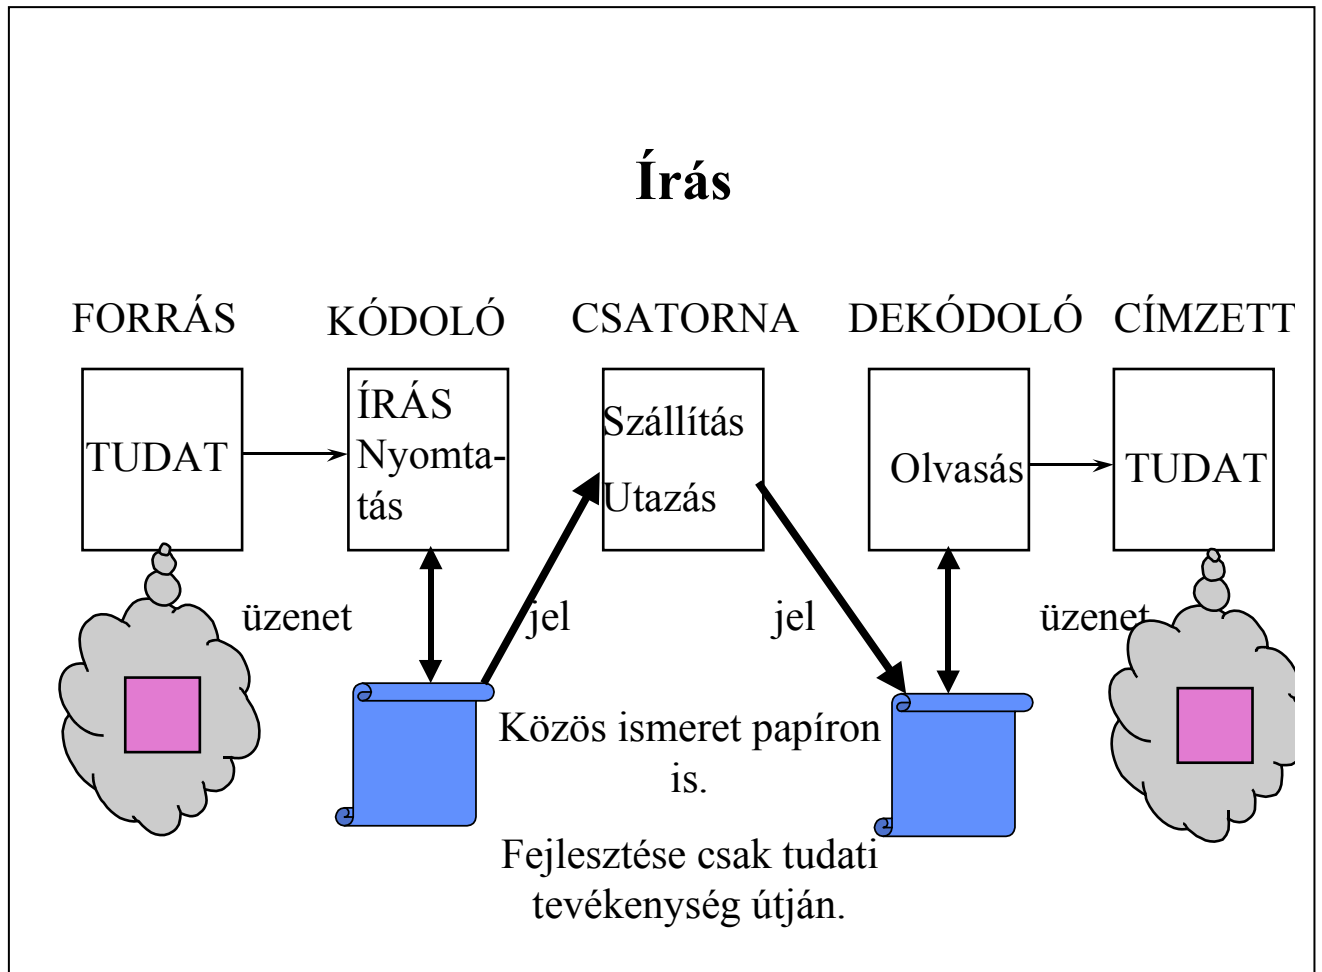 Írás
FORRÁS KÓDOLÓ CSATORNA DEKÓDOLÓ CÍMZETT
TUDAT
ÍRÁS
Nyomta-
tás
Szállítás
Utazás
Olvasás
TUDAT
üzenet jel jel üzenet
Közös ismeret papíron
is.
Fejlesztése csak tudati
tevékenység útján.